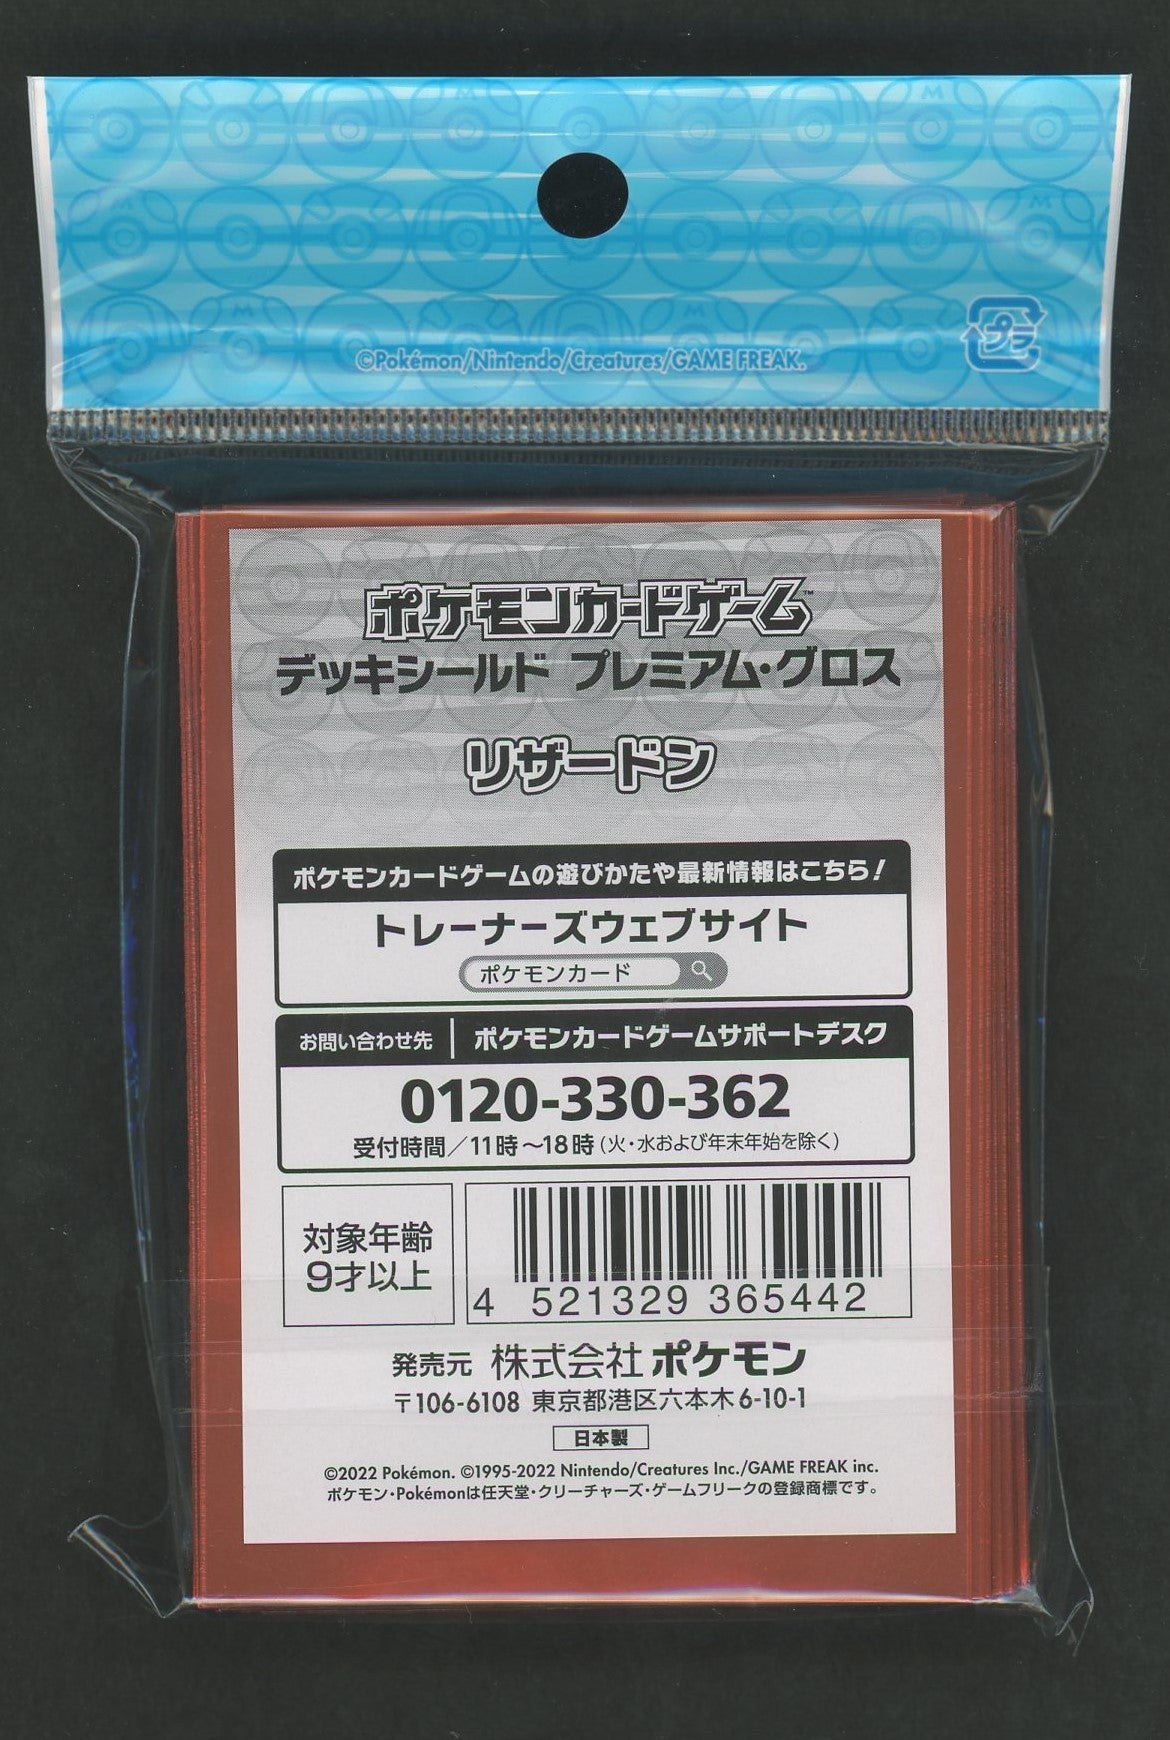 ©Pokémon/Nintendo/Creatures/GAME FREAK.
プラ
ポケモンカードゲーム™
デッキシールド プレミアム・グロス
リザードン
ポケモンカードゲームの遊びかたや最新情報はこちら!
トレーナーズウェブサイト
ポケモンカード
お問い合わせ先 ポケモンカードゲームサポートデスク
0120-330-362
受付時間/11時～18時(火・水および年末年始を除く)
対象年齢
9才以上
4 521329 365442
発売元 株式会社ポケモン
〒106-6108 東京都港区六本木6-10-1
日本製
©2022 Pokémon. ©1995-2022 Nintendo/Creatures Inc./GAME FREAK inc.
ポケモン・Pokémonは任天堂・クリーチャーズ・ゲームフリークの登録商標です。